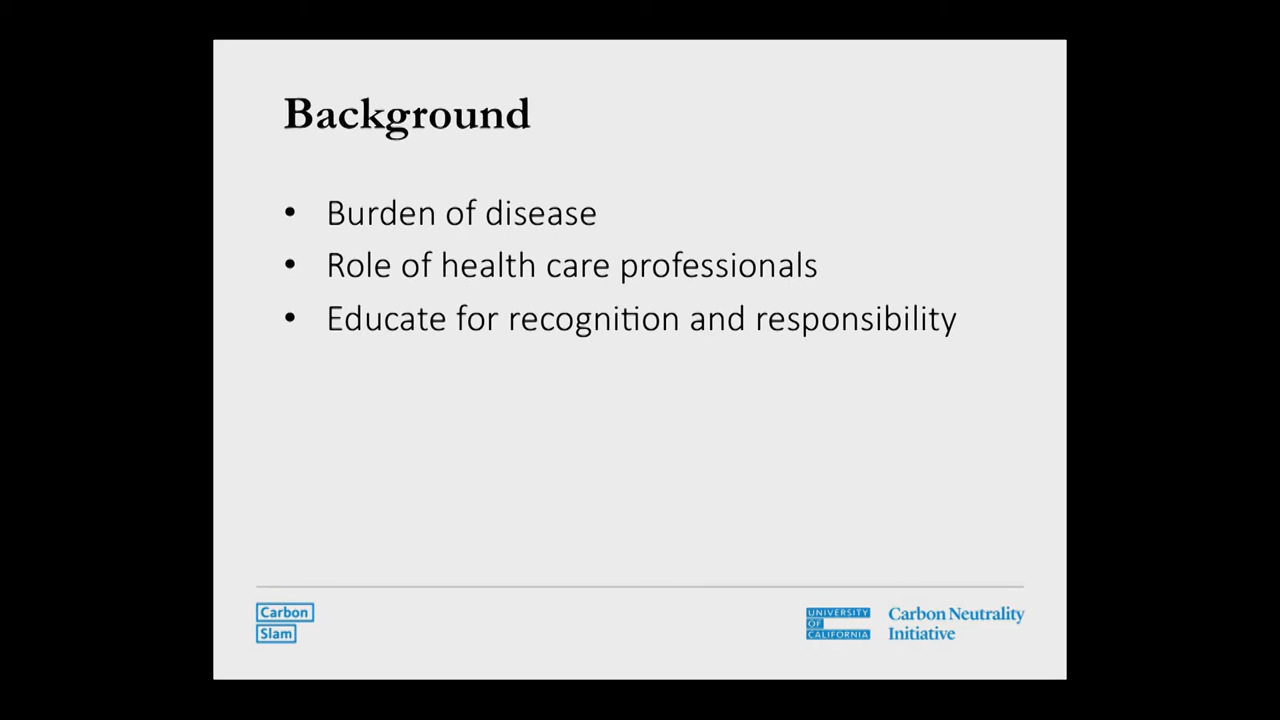 Background
• Burden of disease
• Role of health care professionals
• Educate for recognition and responsibility
Carbon
Slam
UNIVERSITY
OF
CALIFORNIA
Carbon Neutrality
Initiative